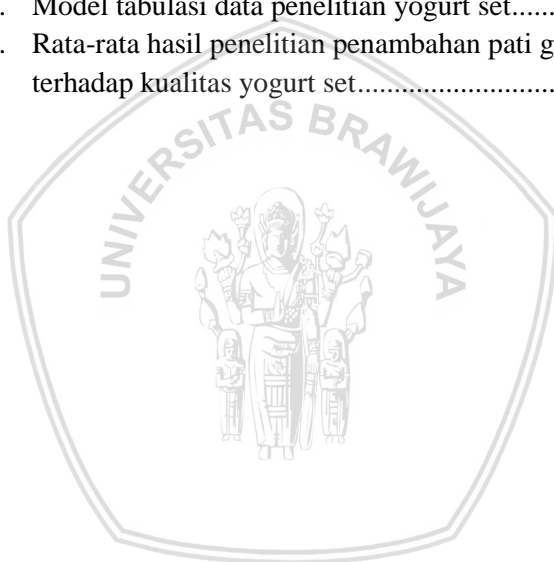 . Model tabulasi data penelitian yogurt set.....
. Rata-rata hasil penelitian penambahan pati g
terhadap kualitas yogurt set...........................
UNIVERSITAS BRAWIJAYA